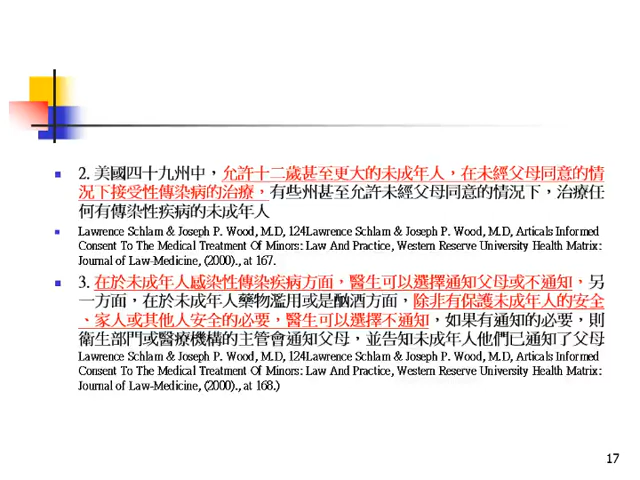 2. 美國四十九州中，允許十二歲甚至更大的未成年人，在未經父母同意的情
況下接受性傳染病的治療，有些州甚至允許未經父母同意的情況下，治療任
何有傳染性疾病的未成年人
Lawrence Schlam & Joseph P. Wood, M.D, 124Lawrence Schlam & Joseph P. Wood, M.D, Articals Informed
Consent To The Medical Treatment Of Minors: Law And Practice, Western Reserve University Health Matrix:
Journal of Law-Medicine, (2000)., at 167.
3. 在於未成年人感染性傳染疾病方面，醫生可以選擇通知父母或不通知，另
一方面，在於未成年人藥物濫用或是酗酒方面，除非有保護未成年人的安全
、家人或其他人安全的必要，醫生可以選擇不通知，如果有通知的必要，則
衛生部門或醫療機構的主管會通知父母，並告知未成年人他們已通知了父母
Lawrence Schlam & Joseph P. Wood, M.D, 124Lawrence Schlam & Joseph P. Wood, M.D, Articals Informed
Consent To The Medical Treatment Of Minors: Law And Practice, Western Reserve University Health Matrix:
Journal of Law-Medicine, (2000)., at 168.)
17